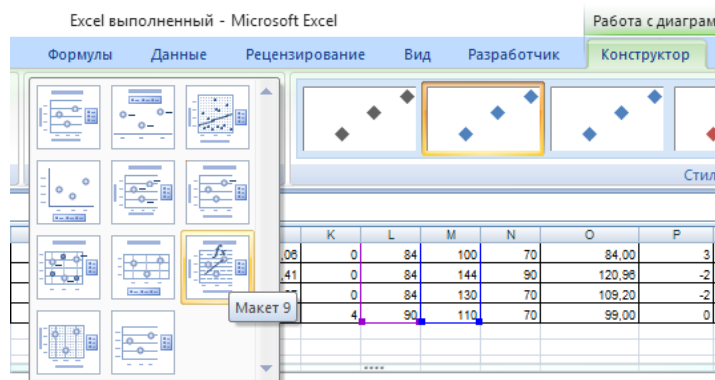 Excel выполненный - Microsoft Excel Работа с диаграм
Формулы Данные Рецензирование Вид Разработчик Конструктор
Стил
K L M N O P
,06 0 84 100 70 84,00 3
,41 0 84 144 90 120,96 -2
0 84 130 70 109,20 -2
4 90 110 70 99,00 0
fx
Макет 9